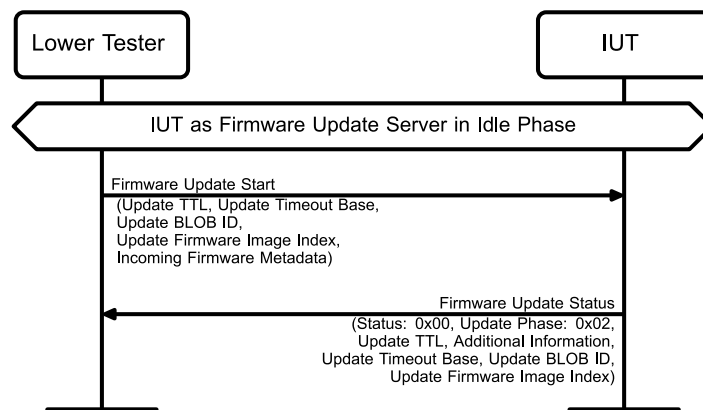 Lower Tester
IUT
IUT as Firmware Update Server in Idle Phase
Firmware Update Start
(Update TTL, Update Timeout Base,
Update BLOB ID,
Update Firmware Image Index,
Incoming Firmware Metadata)
Firmware Update Status
(Status: 0x00, Update Phase: 0x02,
Update TTL, Additional Information,
Update Timeout Base, Update BLOB ID,
Update Firmware Image Index)